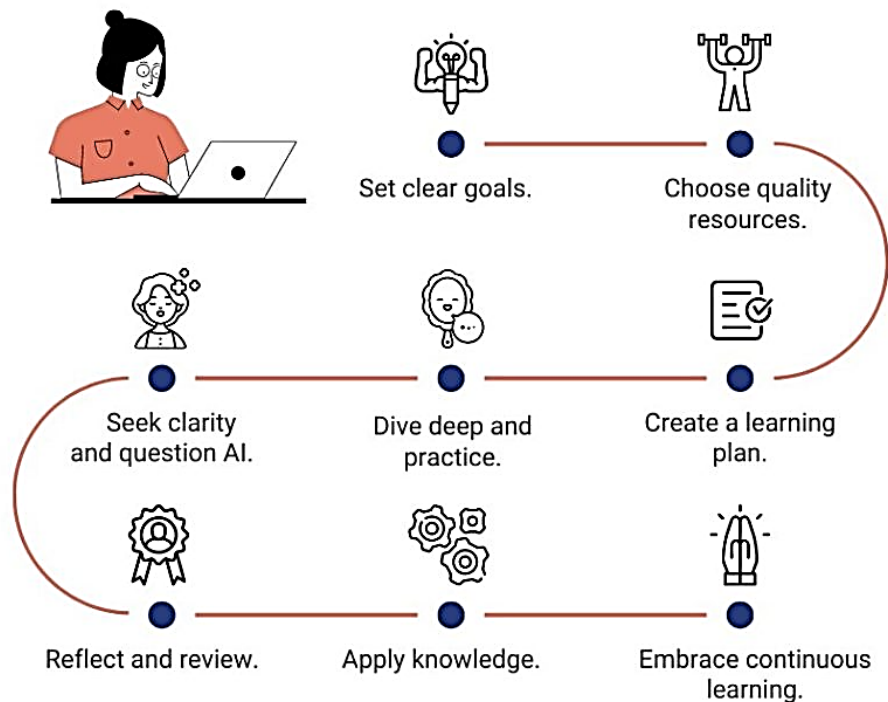 Set clear goals.
Choose quality
resources.
Create a learning
plan.
Dive deep and
practice.
Seek clarity
and question AI.
Reflect and review.
Apply knowledge.
Embrace continuous
learning.